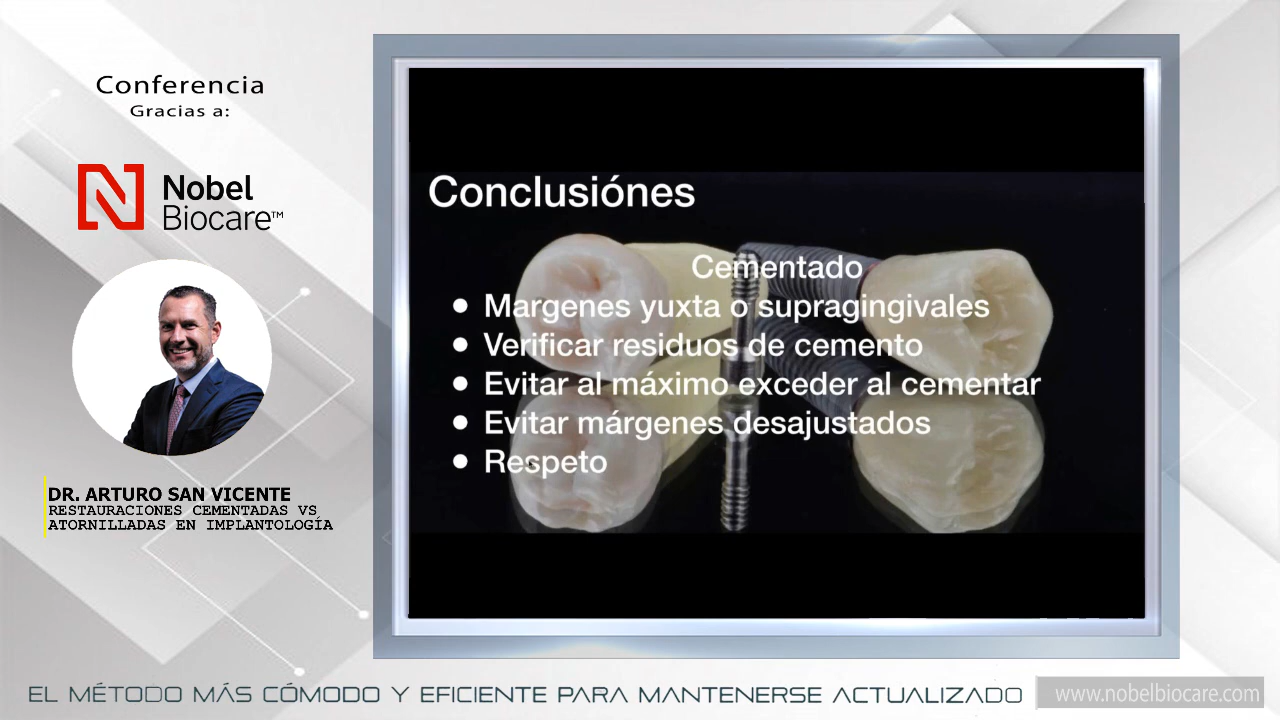 Conferencia
Gracias a:
Nobel
Biocare™
DR. ARTURO SAN VICENTE
RESTAURACIONES CEMENTADAS VS
ATORNILLADAS EN IMPLANTOLOGÍA
Conclusiónes
Cementado
• Margenes yuxta o supragingivales
• Verificar residuos de cemento
• Evitar al máximo exceder al cementar
• Evitar márgenes desajustados
• Respeto
EL MÉTODO MÁS CÓMODO Y EFICIENTE PARA MANTENERSE ACTUALIZADO
www.nobelbiocare.com